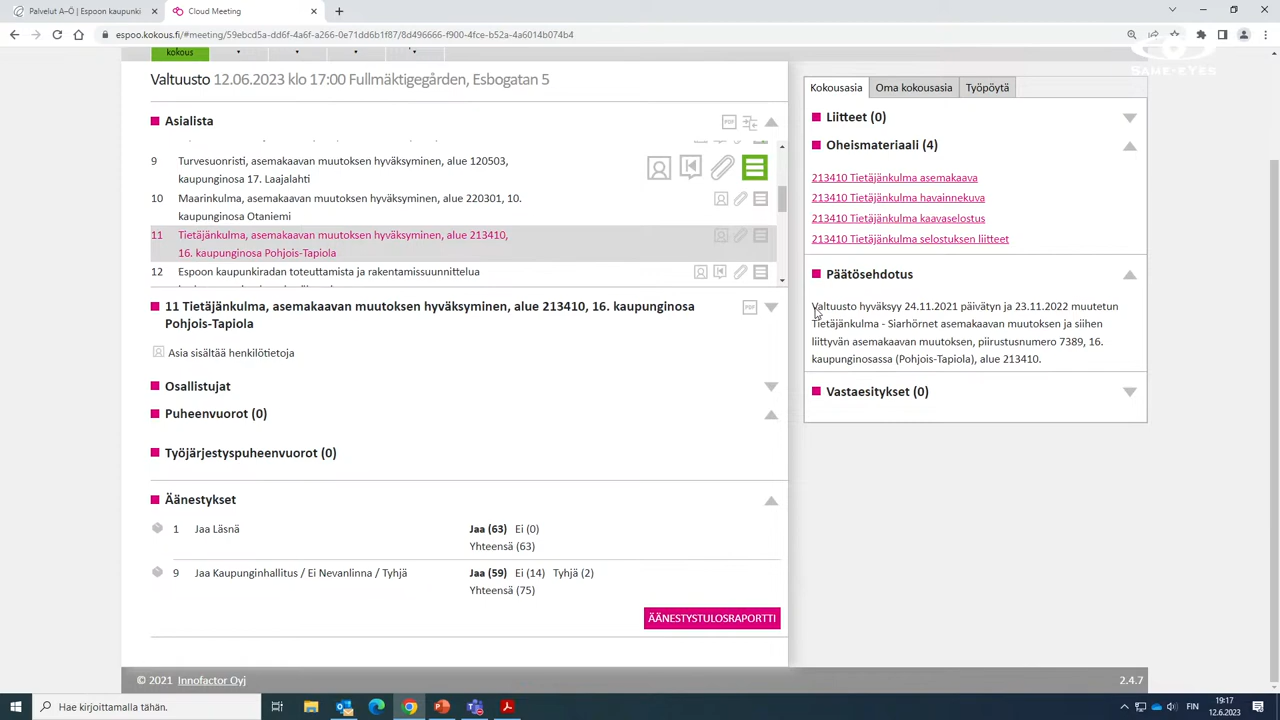 Palvelut A–Ö | Espoon kaupunki
Cloud Meeting
kokous.espoo.fi/#meeting/59ebcd5a-dd6f-4a6f-a266-0e71dd6b1f87/8d496666-f900-4fce-b52a-4a6014b074d4
kokous
SAME-EYES
Valtuusto 12.06.2023 klo 17:00 Fullmäktigegården, Esbogatan 5
Asialista
PDF
9 Turvesuonristi, asemakaavan muutoksen hyväksyminen, alue 120503,
kaupunginosa 17. Laajalahti
10 Maarinkulma, asemakaavan muutoksen hyväksyminen, alue 220301, 10.
kaupunginosa Otaniemi
11 Tietäjänkulma, asemakaavan muutoksen hyväksyminen, alue 213410,
16. kaupunginosa Pohjois-Tapiola
12 Espoon kaupunkiradan toteuttamista ja rakentamissuunnittelua
11 Tietäjänkulma, asemakaavan muutoksen hyväksyminen, alue 213410, 16. kaupunginosa
Pohjois-Tapiola
PDF
Asia sisältää henkilötietoja
Osallistujat
Puheenvuorot (0)
Työjärjestyspuheenvuorot (0)
Äänestykset
1 Jaa Läsnä Jaa (63) Ei (0)
Yhteensä (63)
9 Jaa Kaupunginhallitus / Ei Nevanlinna / Tyhjä Jaa (59) Ei (14) Tyhjä (2)
Yhteensä (75)
ÄÄNESTYSTULOSRAPORTTI
Kokousasia Oma kokousasia Työpöytä
Liitteet (0)
Oheismateriaali (4)
213410 Tietäjänkulma asemakaava
213410 Tietäjänkulma havainnekuva
213410 Tietäjänkulma kaavaselostus
213410 Tietäjänkulma selostuksen liitteet
Päätösehdotus
Valtuusto hyväksyy 24.11.2021 päivätyn ja 23.11.2022 muutetun
Tietäjänkulma - Siarhörnet asemakaavan muutoksen ja siihen
liittyvän asemakaavan muutoksen, piirustusnumero 7389, 16.
kaupunginosassa (Pohjois-Tapiola), alue 213410.
Vastaesitykset (0)
© 2021 Innofactor Oyj 2.4.7
Hae kirjoittamalla tähän.
FIN
19:17
12.6.2023